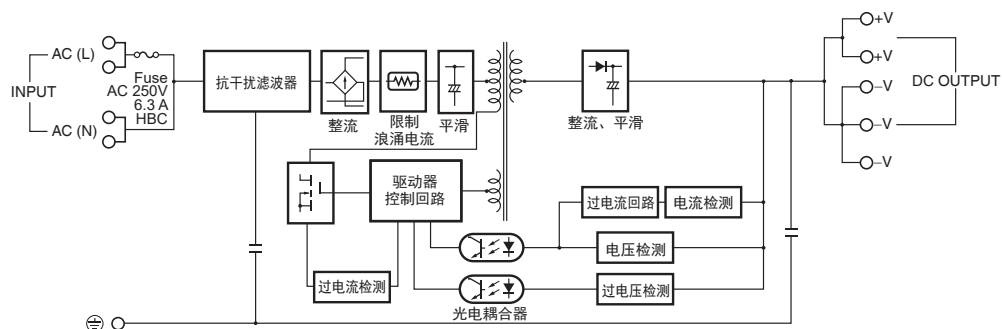 AC (L)
INPUT
AC (N)
Fuse
AC 250V
6.3 A
HBC
抗干扰滤波器
整流
限制
浪涌电流
平滑
整流、平滑
+V
+V
−V
−V
−V
DC OUTPUT
驱动器
控制回路
过电流回路
电流检测
电压检测
过电流检测
过电压检测
光电耦合器